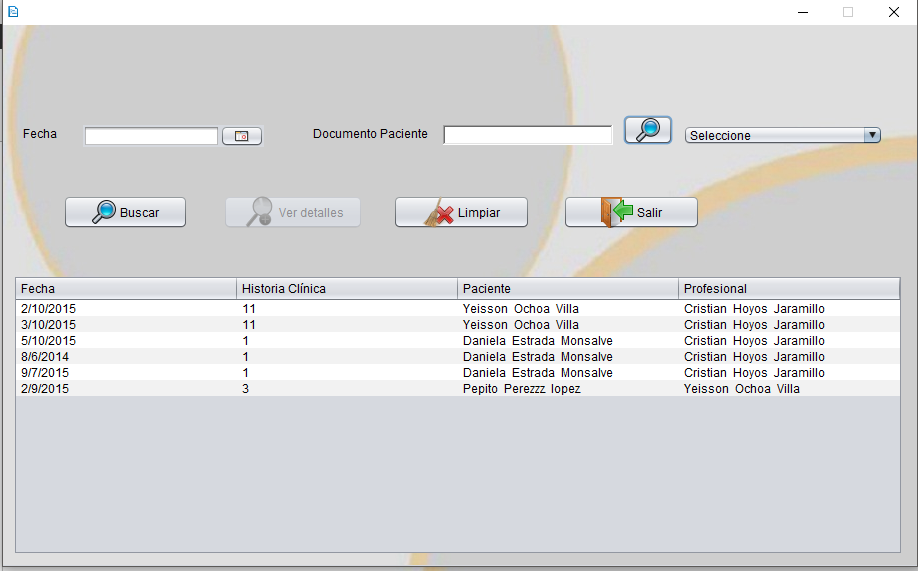 Fecha Documento Paciente Seleccione
Buscar Ver detalles Limpiar Salir
Fecha Historia Clínica Paciente Profesional
2/10/2015 11 Yeisson Ochoa Villa Cristian Hoyos Jaramillo
3/10/2015 11 Yeisson Ochoa Villa Cristian Hoyos Jaramillo
5/10/2015 1 Daniela Estrada Monsalve Cristian Hoyos Jaramillo
8/6/2014 1 Daniela Estrada Monsalve Cristian Hoyos Jaramillo
9/7/2015 1 Daniela Estrada Monsalve Cristian Hoyos Jaramillo
2/9/2015 3 Pepito Perezzz lopez Yeisson Ochoa Villa